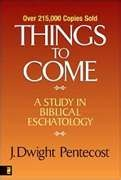 Over 215,000 Copies Sold
THINGS TO
COME
A STUDY IN
BIBLICAL
ESCHATOLOGY
J. Dwight Pentecost